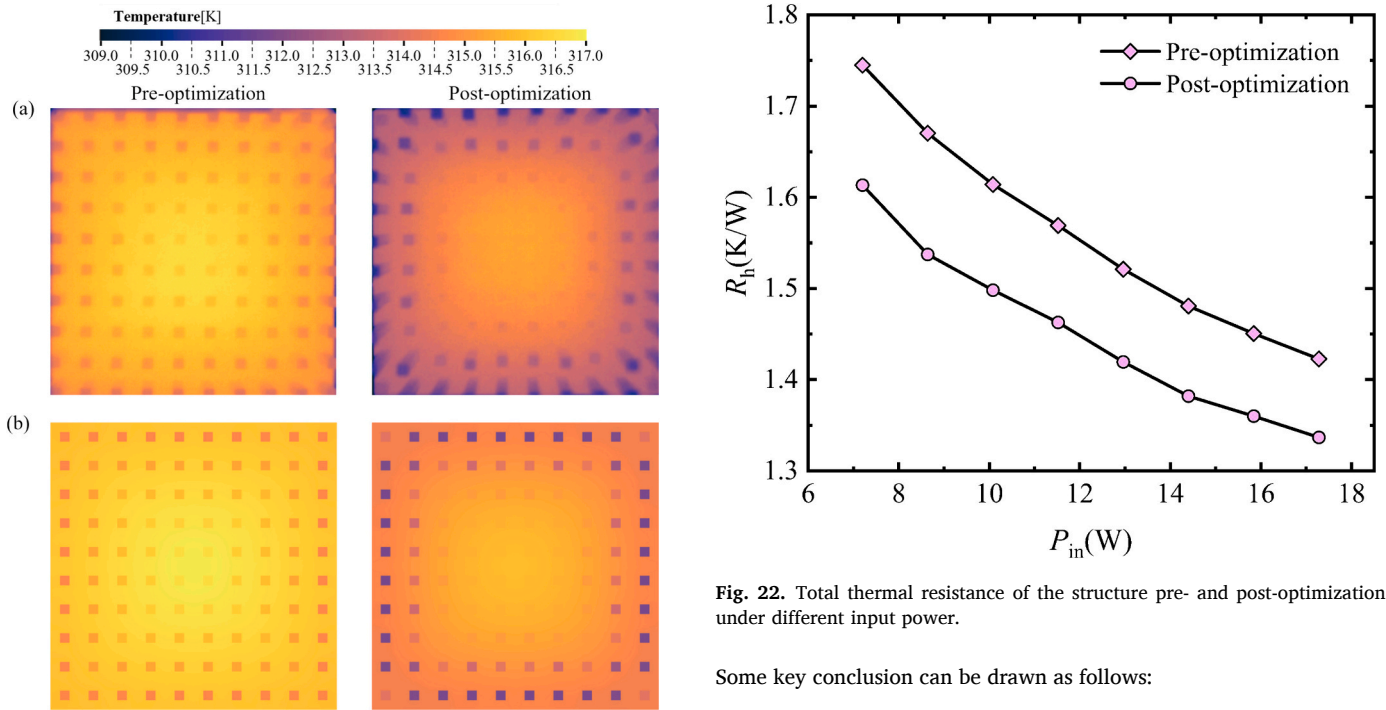 Temperature[K]
309.0 310.0 311.0 312.0 313.0 314.0 315.0 316.0 317.0
309.5 310.5 311.5 312.5 313.5 314.5 315.5 316.5
Pre-optimization Post-optimization
(a)
(b)
1.8
1.7
1.6
1.5
1.4
1.3
Rh(K/W)
Pre-optimization
Post-optimization
6 8 10 12 14 16 18
Pin(W)
Fig. 22. Total thermal resistance of the structure pre- and post-optimization
under different input power.
Some key conclusion can be drawn as follows: